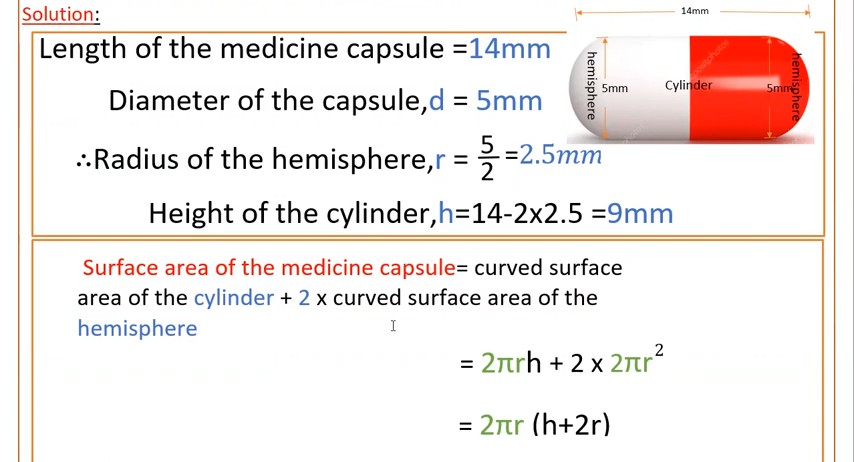 Solution:
14mm
Length of the medicine capsule =14mm
hemisphere
5mm
Cylinder
5mm
hemisphere
Diameter of the capsule,d = 5mm
∴Radius of the hemisphere,r = 5/2 =2.5mm
Height of the cylinder,h=14-2x2.5 =9mm
Surface area of the medicine capsule= curved surface
area of the cylinder + 2 x curved surface area of the
hemisphere
= 2πrh + 2 x 2πr²
= 2πr (h+2r)